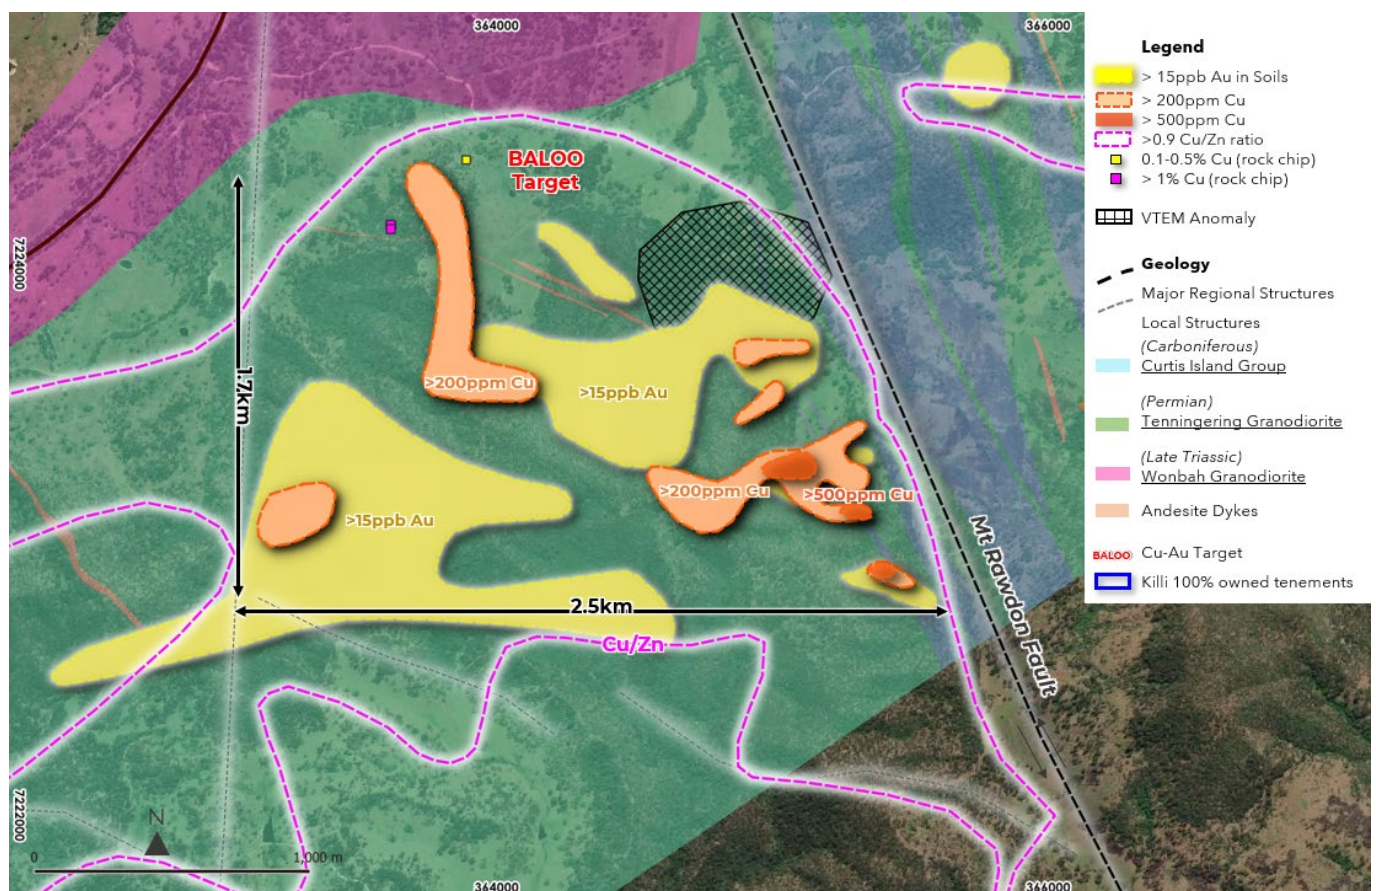 364000
366000
BALOO
Target
7224000
1.7km
>200ppm Cu
>15ppb Au
>200ppm Cu
>500ppm Cu
>15ppb Au
2.5km
Cu/Zn
Mt Rawdon Fault
7222000
N
0
1,000 m
364000
366000
Legend
> 15ppb Au in Soils
> 200ppm Cu
> 500ppm Cu
>0.9 Cu/Zn ratio
0.1-0.5% Cu (rock chip)
> 1% Cu (rock chip)
VTEM Anomaly
Geology
Major Regional Structures
Local Structures
(Carboniferous)
Curtis Island Group
(Permian)
Tenningering Granodiorite
(Late Triassic)
Wonbah Granodiorite
Andesite Dykes
BALOO Cu-Au Target
Killi 100% owned tenements